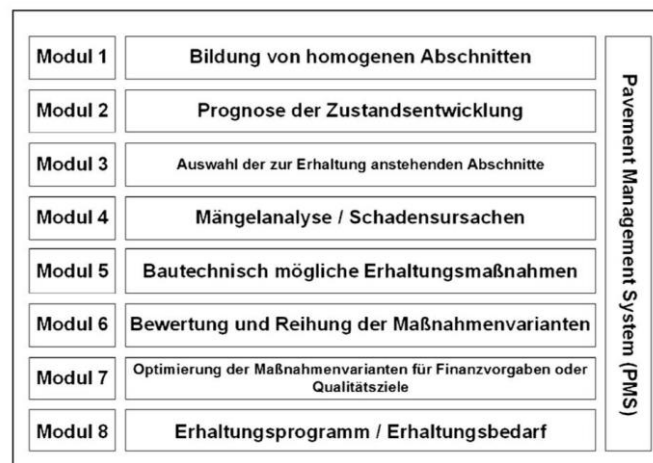 Modul 1
Bildung von homogenen Abschnitten
Modul 2
Prognose der Zustandsentwicklung
Modul 3
Auswahl der zur Erhaltung anstehenden Abschnitte
Modul 4
Mängelanalyse / Schadensursachen
Modul 5
Bautechnisch mögliche Erhaltungsmaßnahmen
Modul 6
Bewertung und Reihung der Maßnahmenvarianten
Modul 7
Optimierung der Maßnahmenvarianten für Finanzvorgaben oder
Qualitätsziele
Modul 8
Erhaltungsprogramm / Erhaltungsbedarf
Pavement Management System (PMS)